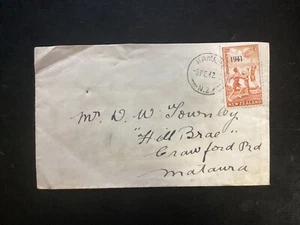 1941
NEW ZEALAND
N.Z.
Mr D. W. Townley
"Hill Brae"
Crawford Rd
Mataura